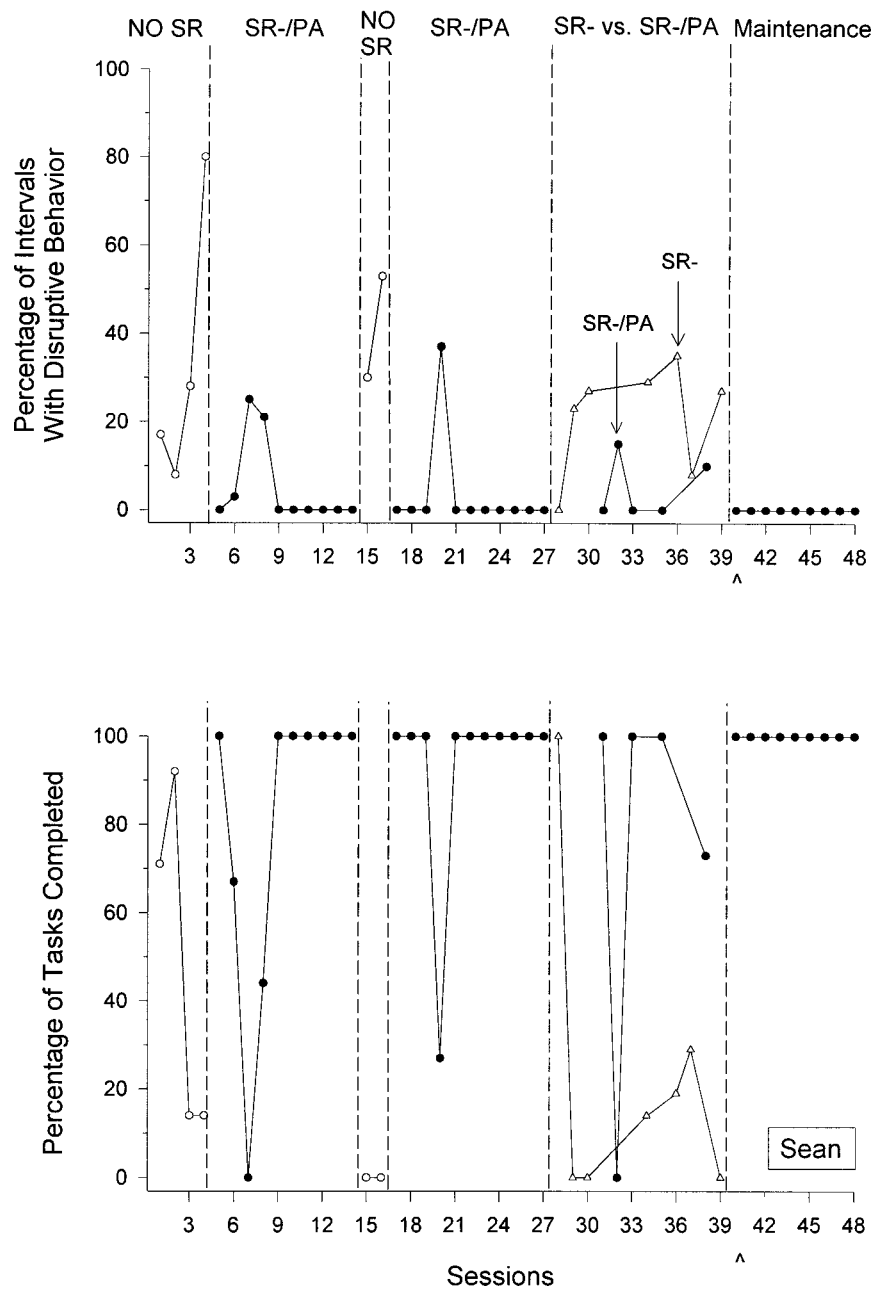 NO SR SR-/PA NO SR SR-/PA SR- vs. SR-/PA Maintenance
Percentage of Intervals
With Disruptive Behavior
100
80
60
40
20
0
SR-
SR-/PA
3 6 9 12 15 18 21 24 27 30 33 36 39 42 45 48
^
Percentage of Tasks Completed
100
80
60
40
20
0
Sean
3 6 9 12 15 18 21 24 27 30 33 36 39 42 45 48
^
Sessions